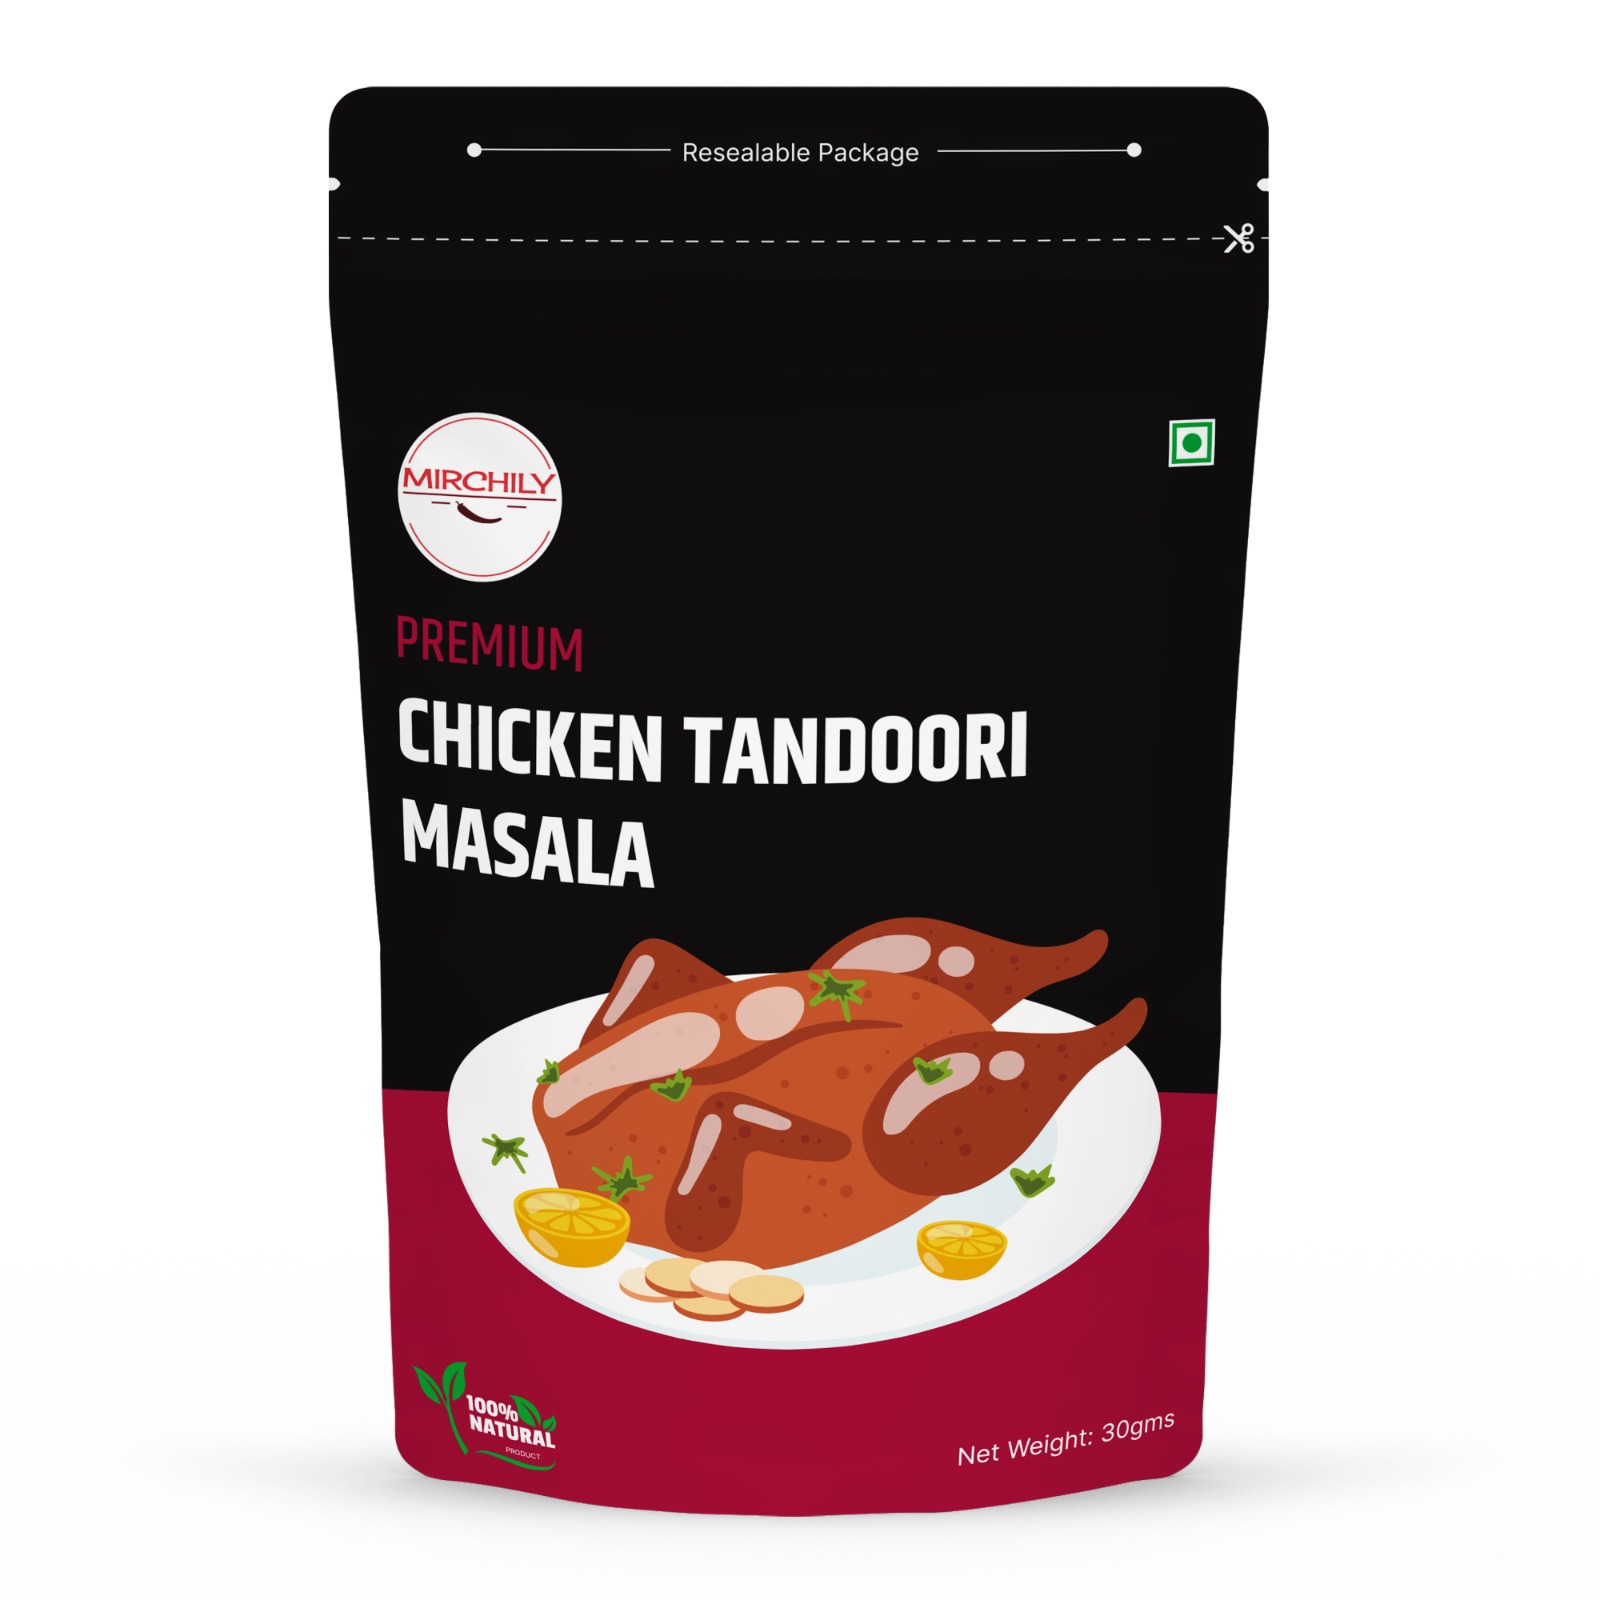 Resealable Package
MIRCHILY
PREMIUM
CHICKEN TANDOORI
MASALA
100%
NATURAL
PRODUCT
Net Weight: 30gms